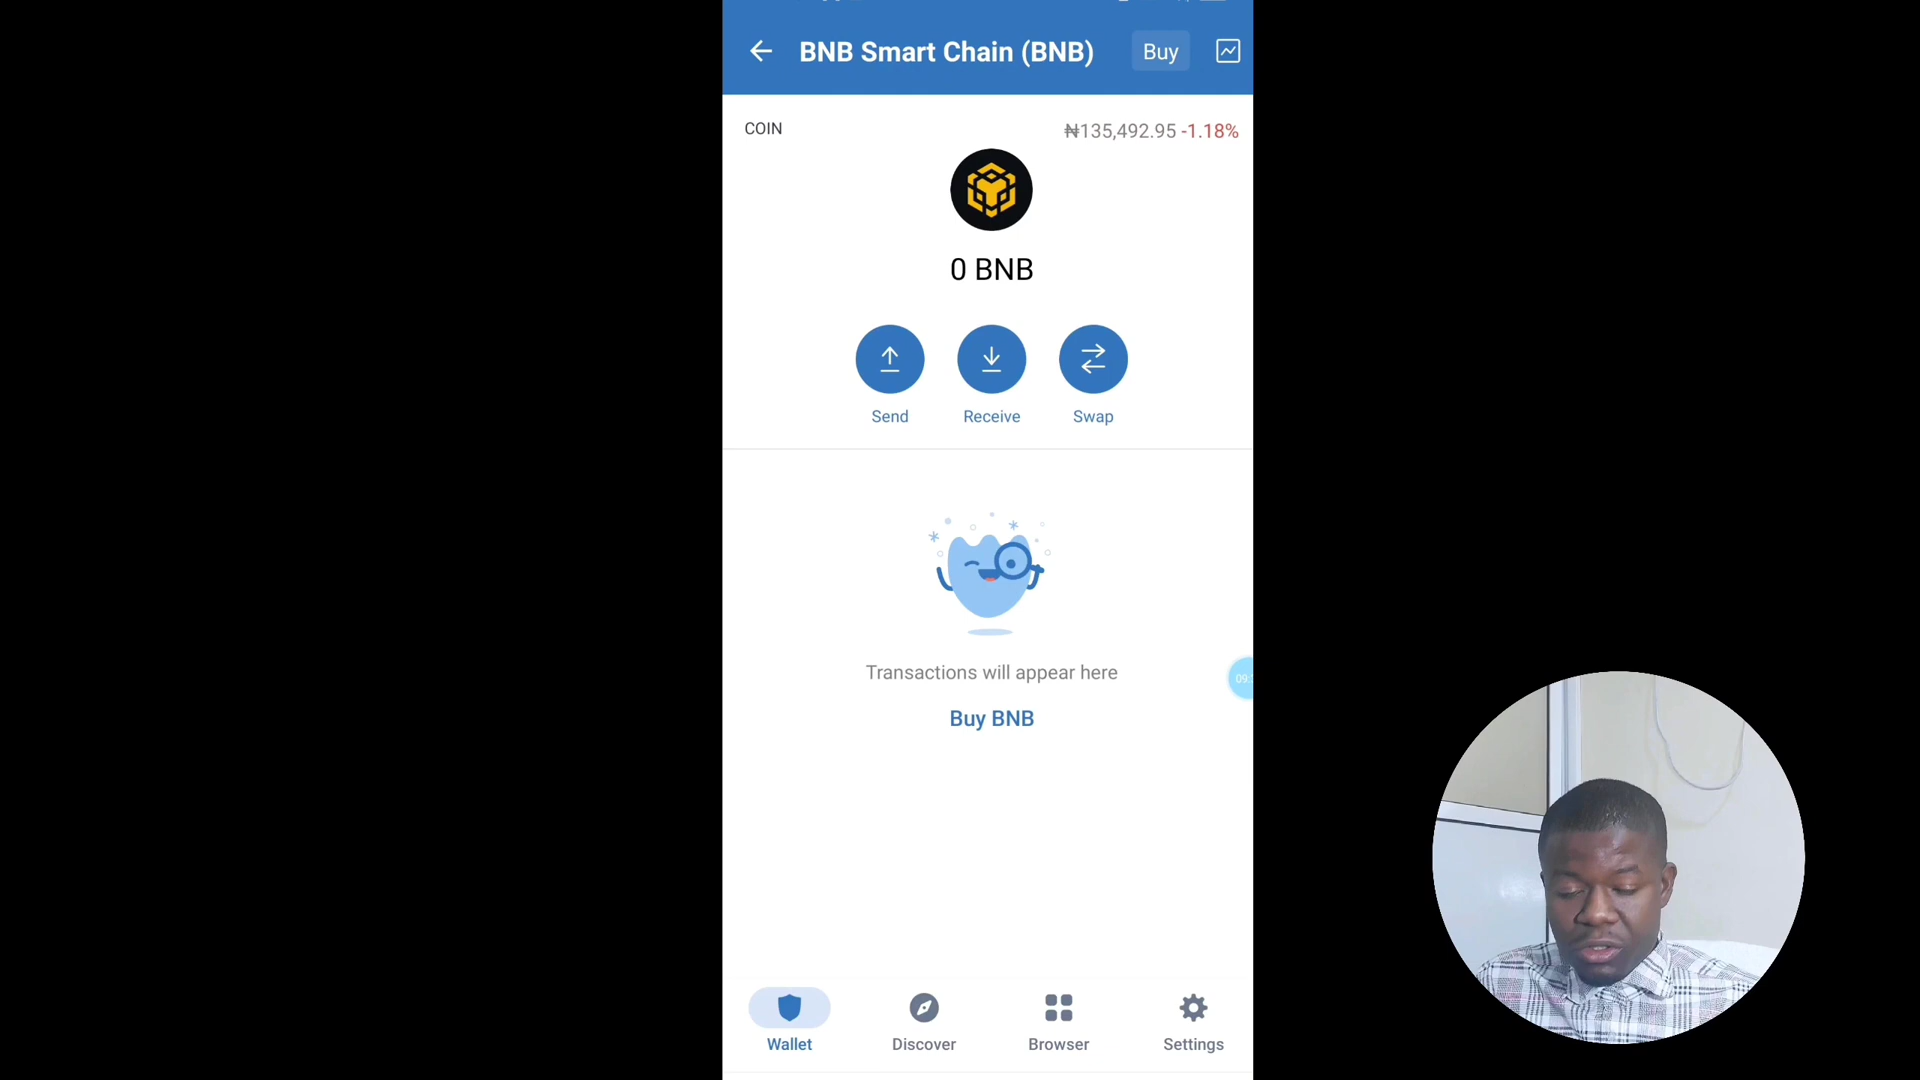 BNB Smart Chain (BNB)
Buy
COIN
₦135,492.95 -1.18%
0 BNB
Send
Receive
Swap
Transactions will appear here
Buy BNB
Wallet
Discover
Browser
Settings